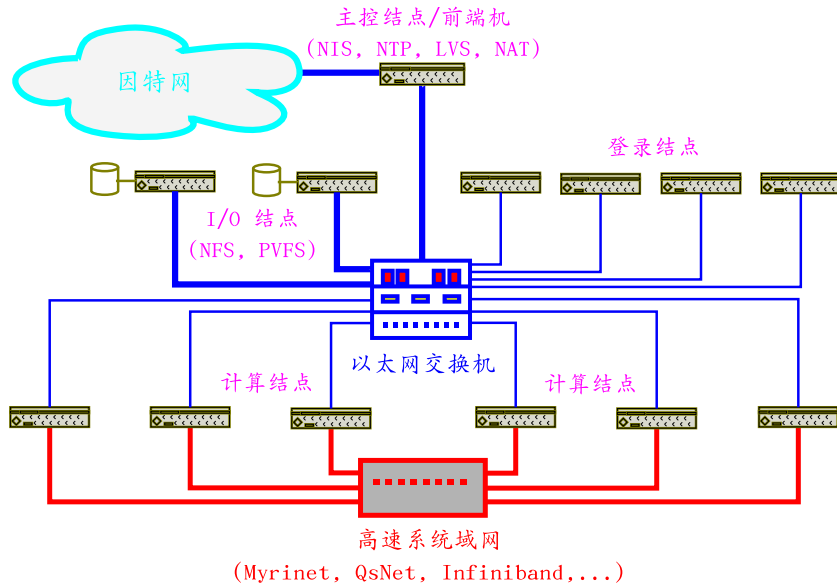 主控结点/前端机
(NIS, NTP, LVS, NAT)
因特网
登录结点
I/O 结点
(NFS, PVFS)
以太网交换机
计算结点
计算结点
高速系统域网
(Myrinet, QsNet, Infiniband,...)